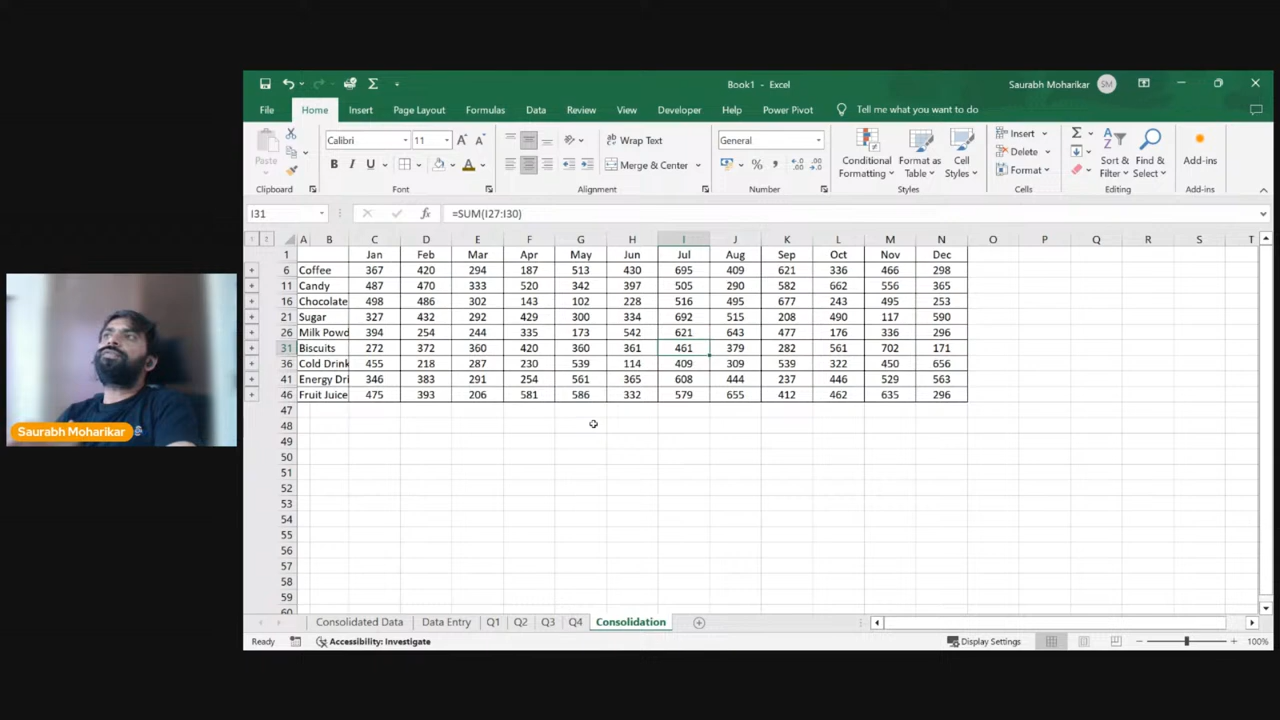 Book1 - Excel
Saurabh Moharikar
SM
File Home Insert Page Layout Formulas Data Review View Developer Help Power Pivot Tell me what you want to do
Paste
Calibri 11
B I U
Wrap Text
Merge & Center
General
Conditional Formatting
Format as Table
Cell Styles
Insert
Delete
Format
Sort & Filter
Find & Select
Add-ins
Clipboard Font Alignment Number Styles Cells Editing Add-ins
I31 fx =SUM(I27:I30)
1 2 A B C D E F G H I J K L M N O P Q R S T
1 Jan Feb Mar Apr May Jun Jul Aug Sep Oct Nov Dec
6 Coffee 367 420 294 187 513 430 695 409 621 336 466 298
11 Candy 487 470 333 520 342 397 505 290 582 662 556 365
16 Chocolate 498 486 302 143 102 228 516 495 677 243 495 253
21 Sugar 327 432 292 429 300 334 692 515 208 490 117 590
26 Milk Powd 394 254 244 335 173 542 621 643 477 176 336 296
31 Biscuits 272 372 360 420 360 361 461 379 282 561 702 171
36 Cold Drink 455 218 287 230 539 114 409 309 539 322 450 656
41 Energy Dri 346 383 291 254 561 365 608 444 237 446 529 563
46 Fruit Juice 475 393 206 581 586 332 579 655 412 462 635 296
47
48
49
50
51
52
53
54
55
56
57
58
59
60
Saurabh Moharikar
Consolidated Data Data Entry Q1 Q2 Q3 Q4 Consolidation
Ready Accessibility: Investigate Display Settings 100%